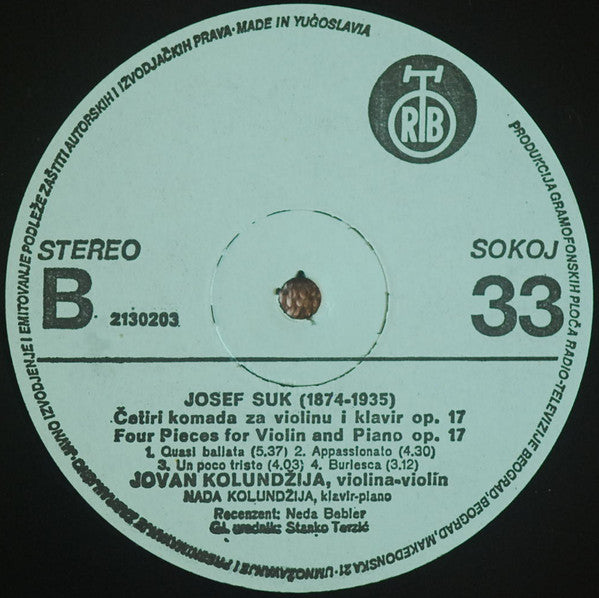 PRODUKCIJA GRAMOFONSKIH PLOČA RADIO-TELEVIZIJE BEOGRAD, BEOGRAD, MAKEDONSKA 21 · UMNOŽAVANJE I PRESNIMAVANJE ZABRANJENO · JAVNO IZVODJENJE I EMITOVANJE PODLEŽE ZAŠTITI AUTORSKIH I IZVODJAČKIH PRAVA · MADE IN YUGOSLAVIA
RTB
STEREO
SOKOJ
B
2130203
33
JOSEF SUK (1874-1935)
Četiri komada za violinu i klavir op. 17
Four Pieces for Violin and Piano op. 17
1. Quasi ballata (5.37) 2. Appassionato (4.30)
3. Un poco triste (4.03) 4. Burlesca (3.12)
JOVAN KOLUNDŽIJA, violina-violin
NADA KOLUNDŽIJA, klavir-piano
Recenzent: Neda Bebler
Gl. urednik: Stanko Terzić